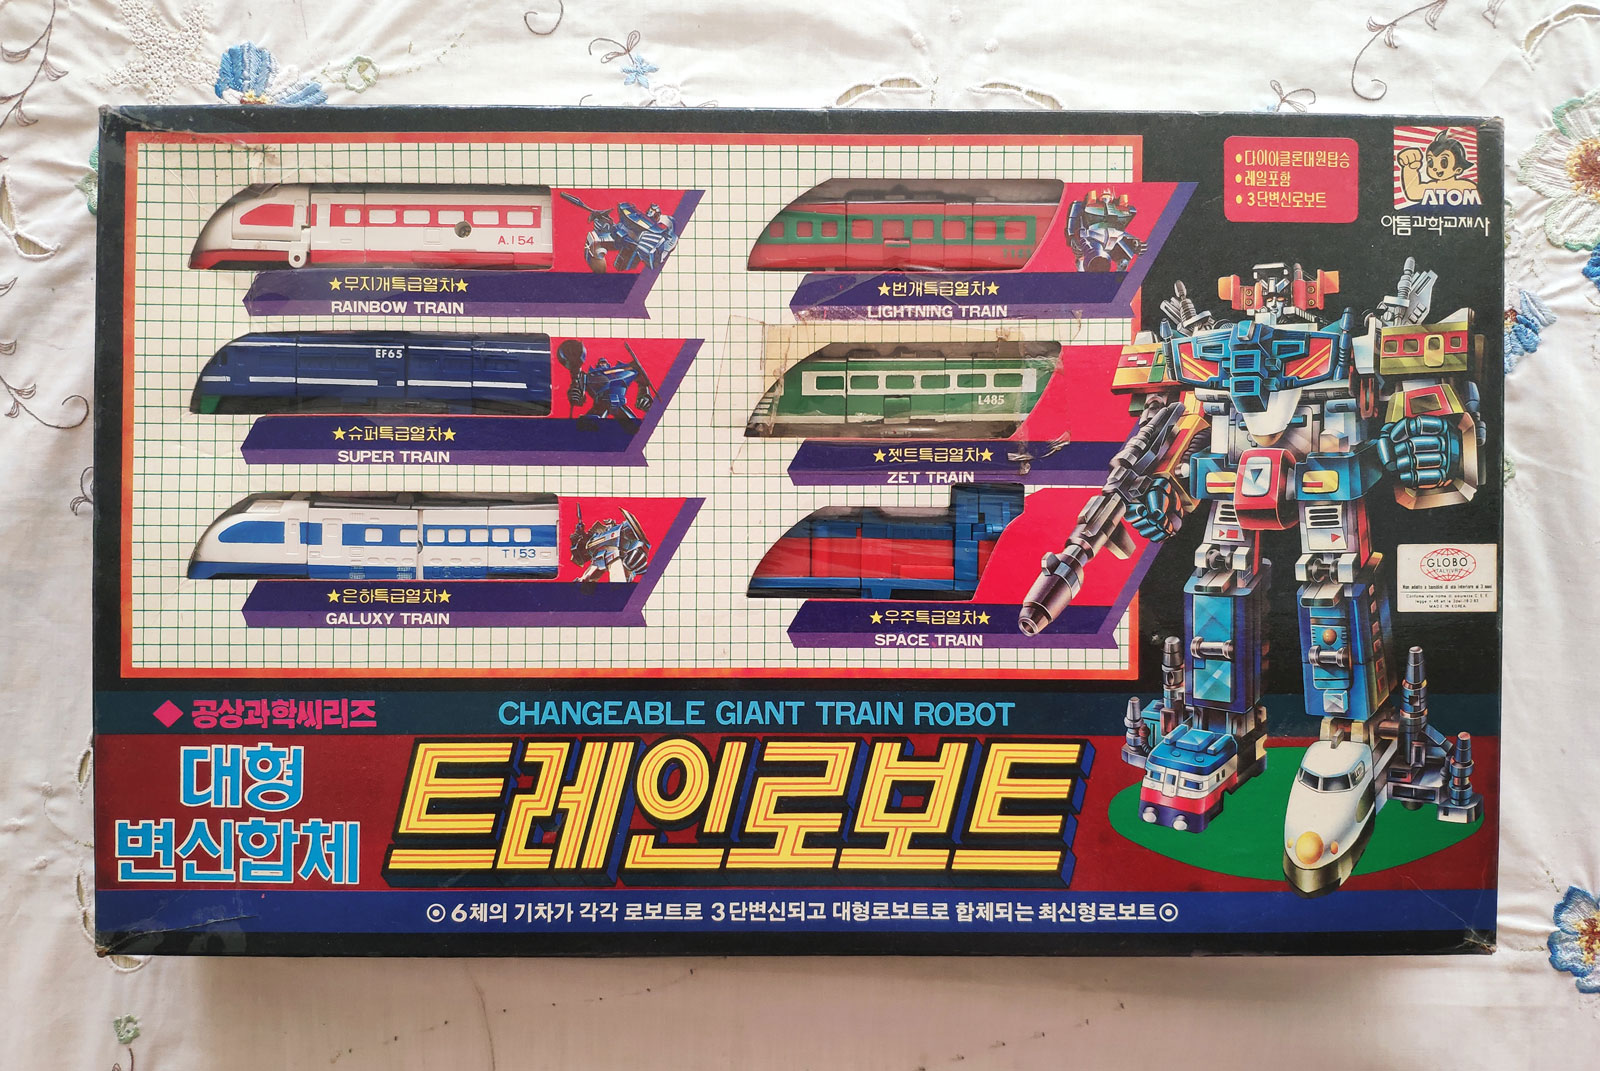 •다이아클론대원탑승
•레일포함
•3단변신로보트
ATOM
아톰과학교재사
A.154
★무지개특급열차★
RAINBOW TRAIN
★번개특급열차★
LIGHTNING TRAIN
EF65
★슈퍼특급열차★
SUPER TRAIN
L485
★젯트특급열차★
ZET TRAIN
T153
★은하특급열차★
GALUXY TRAIN
★우주특급열차★
SPACE TRAIN
GLOBO
MADE IN KOREA
◆ 공상과학씨리즈
CHANGEABLE GIANT TRAIN ROBOT
대형
변신합체
트레인로보트
◎ 6체의 기차가 각각 로보트로 3단변신되고 대형로보트로 합체되는 최신형로보트◎